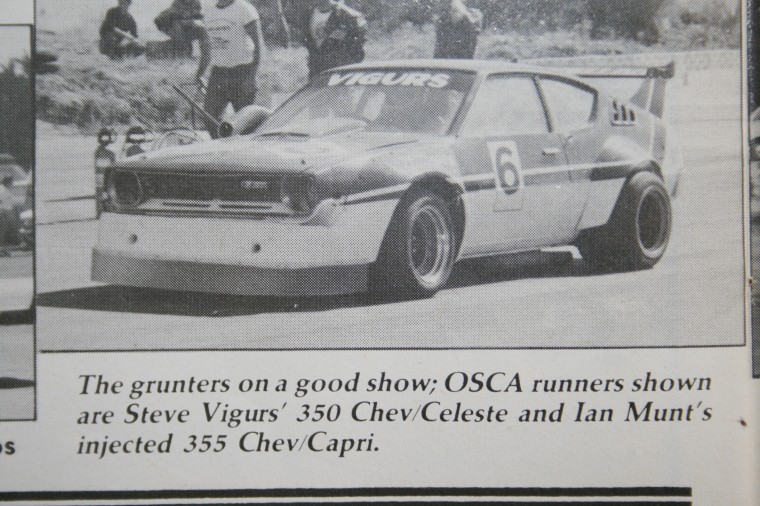 VIGURS
6
The grunters on a good show; OSCA runners shown
are Steve Vigurs' 350 Chev/Celeste and Ian Munt's
injected 355 Chev/Capri.